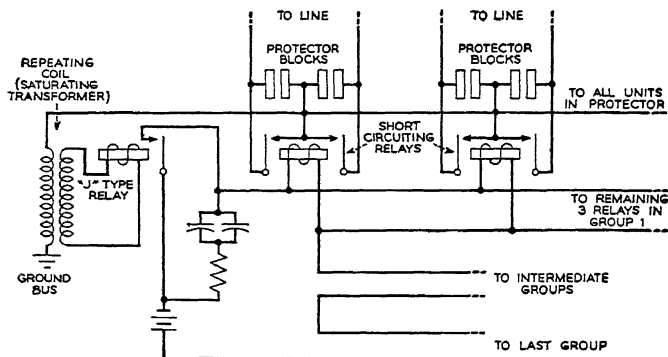 TO LINE
TO LINE
REPEATING
COIL
(SATURATING
TRANSFORMER)
PROTECTOR
BLOCKS
PROTECTOR
BLOCKS
TO ALL UNITS
IN PROTECTOR
SHORT
CIRCUITING
RELAYS
"J" TYPE
RELAY
TO REMAINING
3 RELAYS IN
GROUP 1
GROUND
BUS
TO INTERMEDIATE
GROUPS
TO LAST GROUP